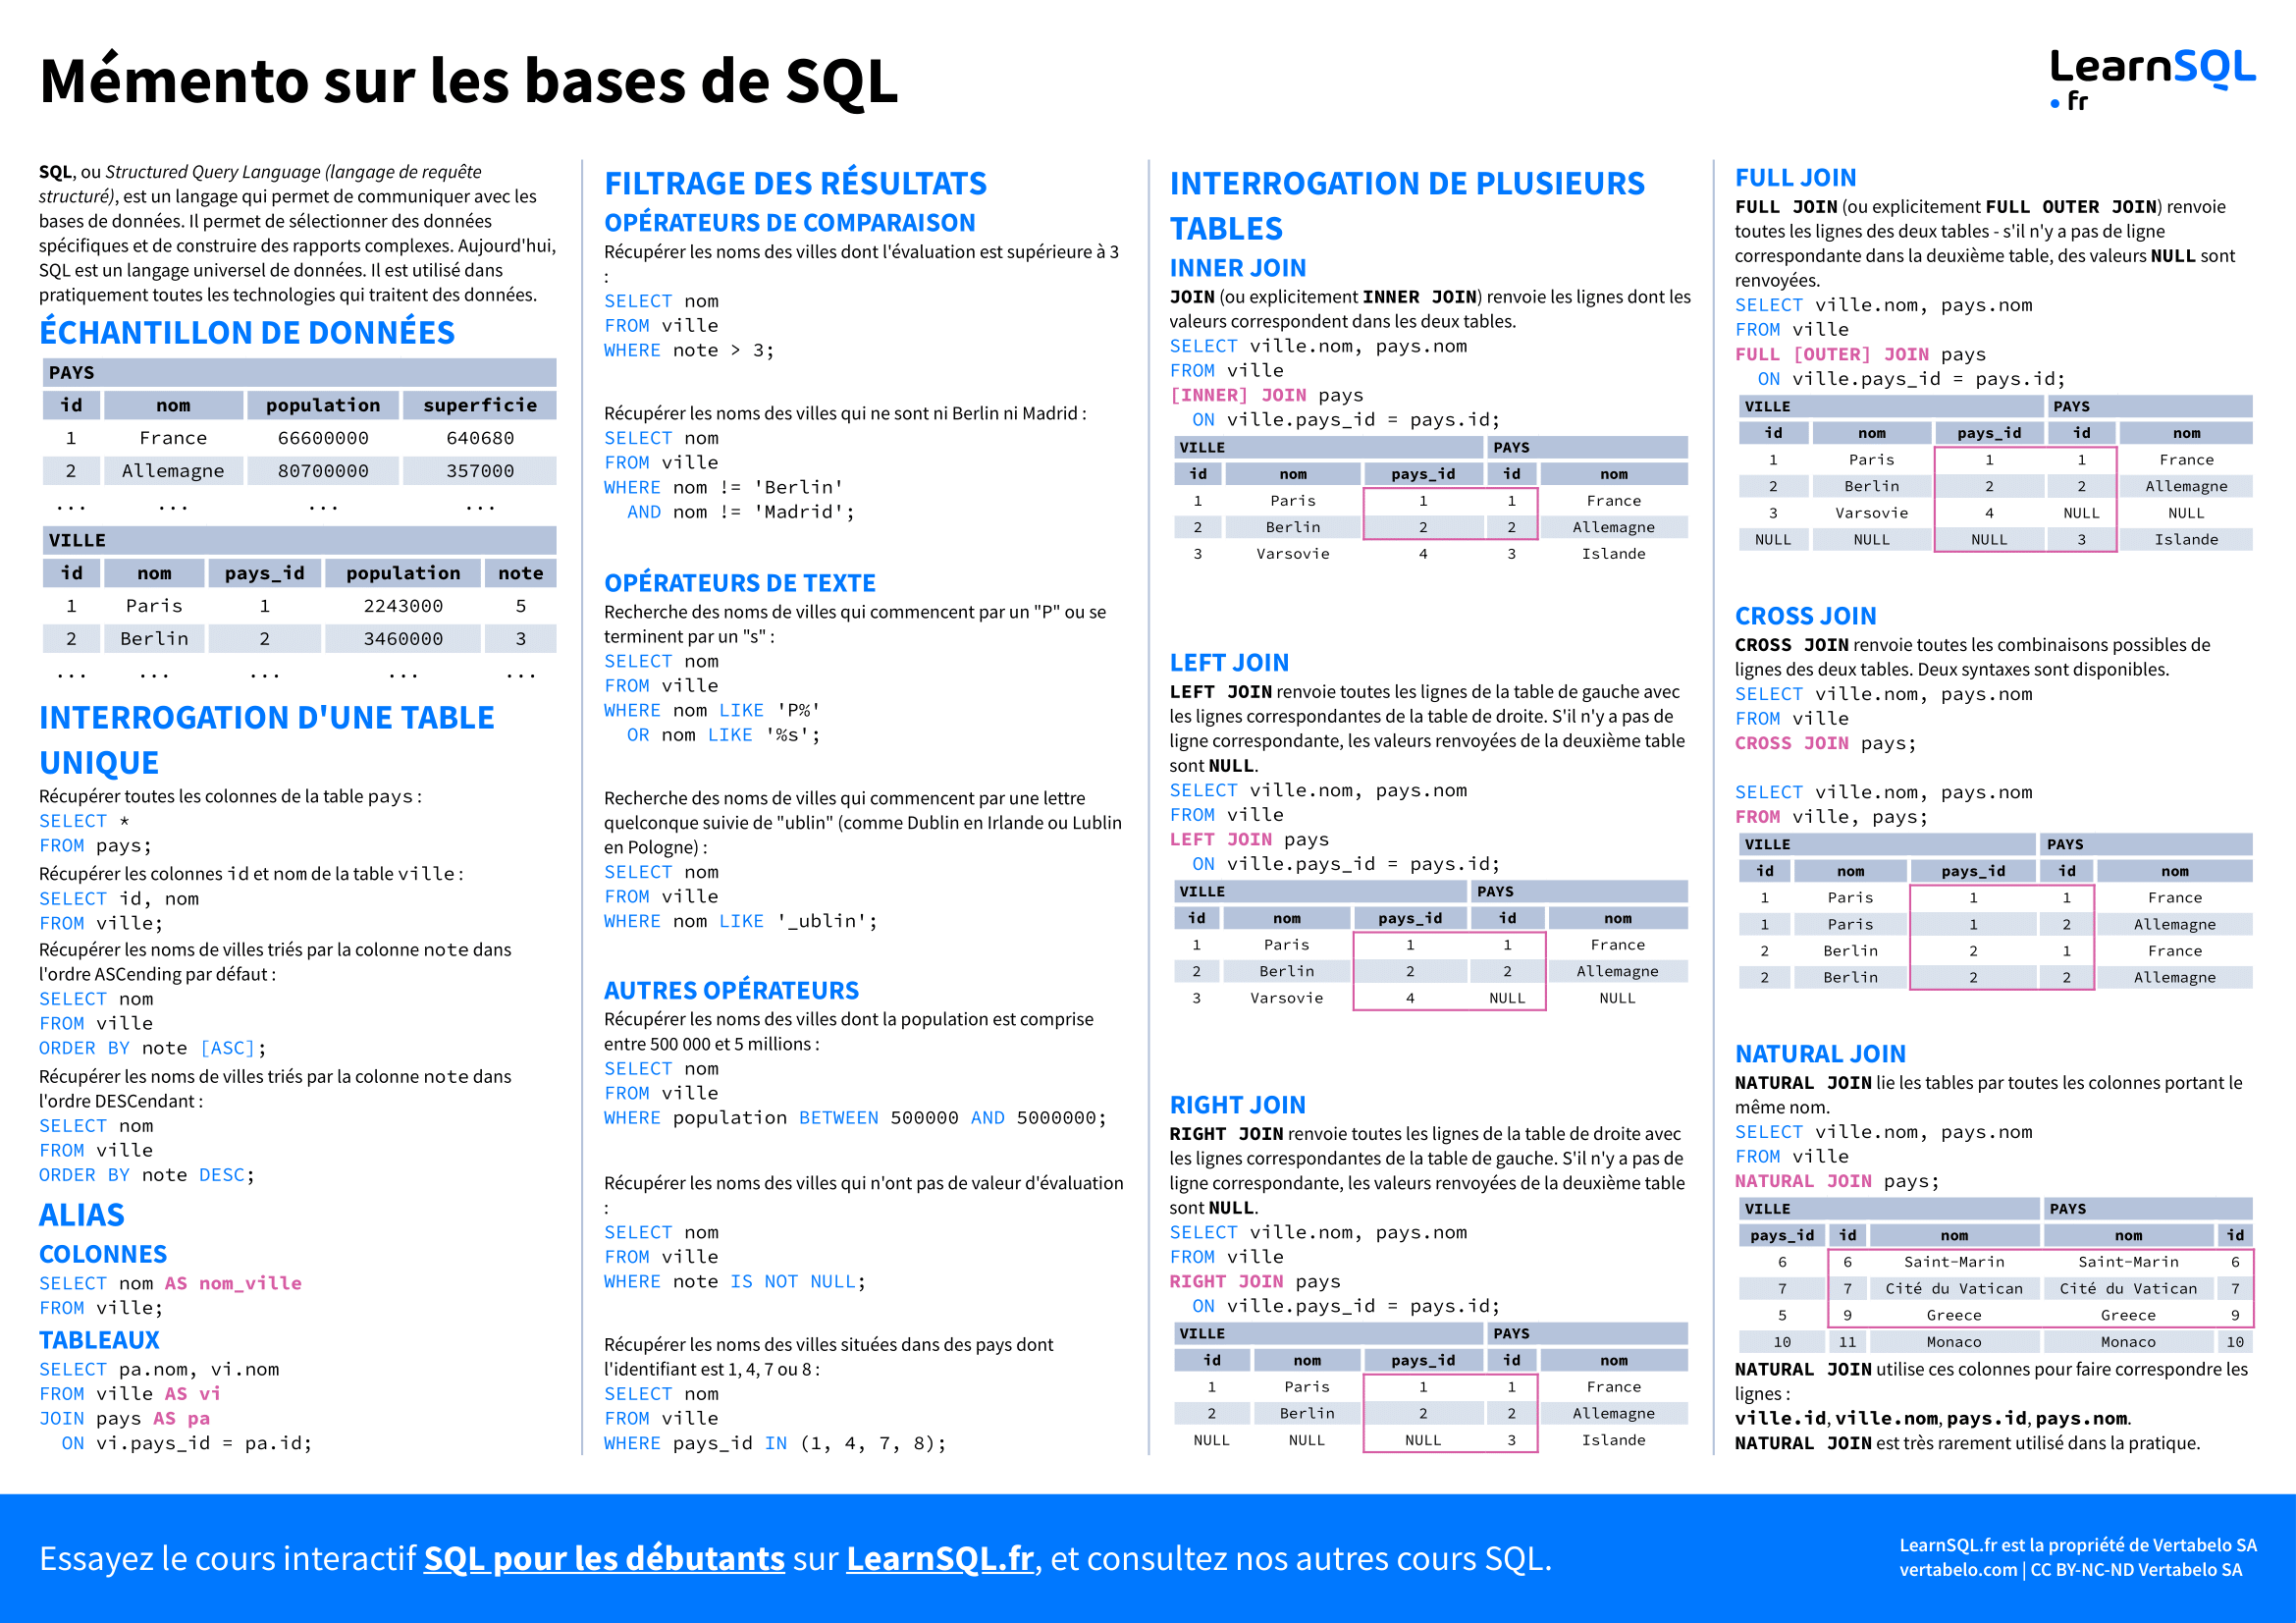 Mémento sur les bases de SQL
LearnSQL
• fr
SQL, ou Structured Query Language (langage de requête
structuré), est un langage qui permet de communiquer avec les
bases de données. Il permet de sélectionner des données
spécifiques et de construire des rapports complexes. Aujourd'hui,
SQL est un langage universel de données. Il est utilisé dans
pratiquement toutes les technologies qui traitent des données.
ÉCHANTILLON DE DONNÉES
PAYS
id nom population superficie
1 France 66600000 640680
2 Allemagne 80700000 357000
... ... ... ...
VILLE
id nom pays_id population note
1 Paris 1 2243000 5
2 Berlin 2 3460000 3
... ... ... ... ...
INTERROGATION D'UNE TABLE
UNIQUE
Récupérer toutes les colonnes de la table pays :
SELECT *
FROM pays;
Récupérer les colonnes id et nom de la table ville :
SELECT id, nom
FROM ville;
Récupérer les noms de villes triés par la colonne note dans
l'ordre ASCending par défaut :
SELECT nom
FROM ville
ORDER BY note [ASC];
Récupérer les noms de villes triés par la colonne note dans
l'ordre DESCendant :
SELECT nom
FROM ville
ORDER BY note DESC;
ALIAS
COLONNES
SELECT nom AS nom_ville
FROM ville;
TABLEAUX
SELECT pa.nom, vi.nom
FROM ville AS vi
JOIN pays AS pa
ON vi.pays_id = pa.id;
FILTRAGE DES RÉSULTATS
OPÉRATEURS DE COMPARAISON
Récupérer les noms des villes dont l'évaluation est supérieure à 3
:
SELECT nom
FROM ville
WHERE note > 3;
Récupérer les noms des villes qui ne sont ni Berlin ni Madrid :
SELECT nom
FROM ville
WHERE nom != 'Berlin'
AND nom != 'Madrid';
OPÉRATEURS DE TEXTE
Recherche des noms de villes qui commencent par un "P" ou se
terminent par un "s" :
SELECT nom
FROM ville
WHERE nom LIKE 'P%'
OR nom LIKE '%s';
Recherche des noms de villes qui commencent par une lettre
quelconque suivie de "ublin" (comme Dublin en Irlande ou Lublin
en Pologne) :
SELECT nom
FROM ville
WHERE nom LIKE '_ublin';
AUTRES OPÉRATEURS
Récupérer les noms des villes dont la population est comprise
entre 500 000 et 5 millions :
SELECT nom
FROM ville
WHERE population BETWEEN 500000 AND 5000000;
Récupérer les noms des villes qui n'ont pas de valeur d'évaluation
:
SELECT nom
FROM ville
WHERE note IS NOT NULL;
Récupérer les noms des villes situées dans des pays dont
l'identifiant est 1, 4, 7 ou 8 :
SELECT nom
FROM ville
WHERE pays_id IN (1, 4, 7, 8);
INTERROGATION DE PLUSIEURS
TABLES
INNER JOIN
JOIN (ou explicitement INNER JOIN) renvoie les lignes dont les
valeurs correspondent dans les deux tables.
SELECT ville.nom, pays.nom
FROM ville
[INNER] JOIN pays
ON ville.pays_id = pays.id;
VILLE PAYS
id nom pays_id id nom
1 Paris 1 1 France
2 Berlin 2 2 Allemagne
3 Varsovie 4 3 Islande
LEFT JOIN
LEFT JOIN renvoie toutes les lignes de la table de gauche avec
les lignes correspondantes de la table de droite. S'il n'y a pas de
ligne correspondante, les valeurs renvoyées de la deuxième table
sont NULL.
SELECT ville.nom, pays.nom
FROM ville
LEFT JOIN pays
ON ville.pays_id = pays.id;
VILLE PAYS
id nom pays_id id nom
1 Paris 1 1 France
2 Berlin 2 2 Allemagne
3 Varsovie 4 NULL NULL
RIGHT JOIN
RIGHT JOIN renvoie toutes les lignes de la table de droite avec
les lignes correspondantes de la table de gauche. S'il n'y a pas de
ligne correspondante, les valeurs renvoyées de la deuxième table
sont NULL.
SELECT ville.nom, pays.nom
FROM ville
RIGHT JOIN pays
ON ville.pays_id = pays.id;
VILLE PAYS
id nom pays_id id nom
1 Paris 1 1 France
2 Berlin 2 2 Allemagne
NULL NULL NULL 3 Islande
FULL JOIN
FULL JOIN (ou explicitement FULL OUTER JOIN) renvoie
toutes les lignes des deux tables - s'il n'y a pas de ligne
correspondante dans la deuxième table, des valeurs NULL sont
renvoyées.
SELECT ville.nom, pays.nom
FROM ville
FULL [OUTER] JOIN pays
ON ville.pays_id = pays.id;
VILLE PAYS
id nom pays_id id nom
1 Paris 1 1 France
2 Berlin 2 2 Allemagne
3 Varsovie 4 NULL NULL
NULL NULL NULL 3 Islande
CROSS JOIN
CROSS JOIN renvoie toutes les combinaisons possibles de
lignes des deux tables. Deux syntaxes sont disponibles.
SELECT ville.nom, pays.nom
FROM ville
CROSS JOIN pays;
SELECT ville.nom, pays.nom
FROM ville, pays;
VILLE PAYS
id nom pays_id id nom
1 Paris 1 1 France
1 Paris 1 2 Allemagne
2 Berlin 2 1 France
2 Berlin 2 2 Allemagne
NATURAL JOIN
NATURAL JOIN lie les tables par toutes les colonnes portant le
même nom.
SELECT ville.nom, pays.nom
FROM ville
NATURAL JOIN pays;
VILLE PAYS
pays_id id nom nom id
6 6 Saint-Marin Saint-Marin 6
7 7 Cité du Vatican Cité du Vatican 7
5 9 Greece Greece 9
10 11 Monaco Monaco 10
NATURAL JOIN utilise ces colonnes pour faire correspondre les
lignes :
ville.id, ville.nom, pays.id, pays.nom.
NATURAL JOIN est très rarement utilisé dans la pratique.
Essayez le cours interactif SQL pour les débutants sur LearnSQL.fr, et consultez nos autres cours SQL.
LearnSQL.fr est la propriété de Vertabelo SA
vertabelo.com | CC BY-NC-ND Vertabelo SA